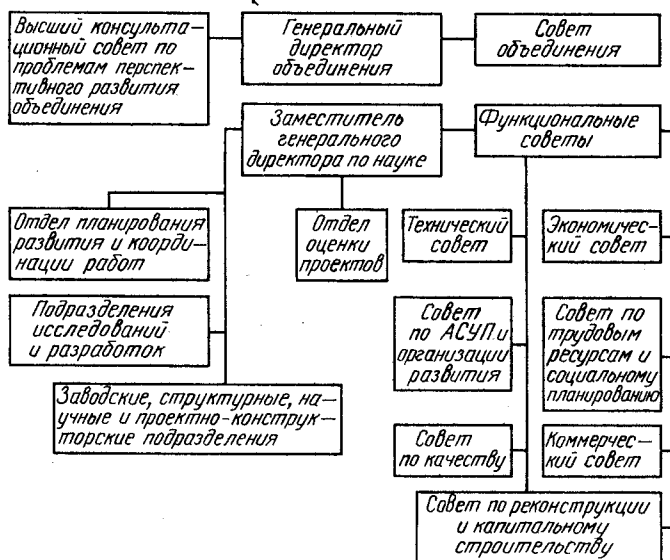 Высший консульта-
ционный совет по
проблемам перспек-
тивного развития
объединения
Генеральный
директор
объединения
Совет
объединения
Заместитель
генерального
директора по науке
Функциональные
советы
Отдел планирования
развития и коорди-
нации работ
Отдел
оценки
проектов
Технический
совет
Экономичес-
кий совет
Подразделения
исследований
и разработок
Совет
по АСУП и
организации
развития
Совет по
трудовым
ресурсам и
социальному
планированию
Заводские, структурные, на-
учные и проектно-конструк-
торские подразделения
Совет
по качеству
Коммерчес-
кий совет
Совет по реконструкции
и капитальному
строительству